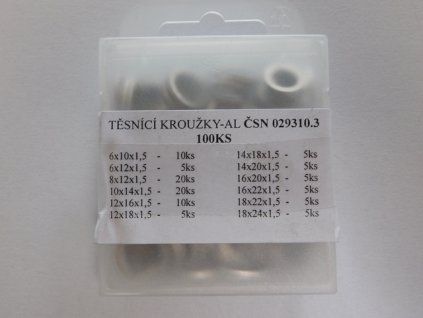 TĚSNÍCÍ KROUŽKY-AL ČSN 029310.3
100KS
6x10x1,5 - 10ks 14x18x1,5 - 5ks
6x12x1,5 - 5ks 14x20x1,5 - 5ks
8x12x1,5 - 20ks 16x20x1,5 - 5ks
10x14x1,5 - 20ks 16x22x1,5 - 5ks
12x16x1,5 - 10ks 18x22x1,5 - 5ks
12x18x1,5 - 5ks 18x24x1,5 - 5ks